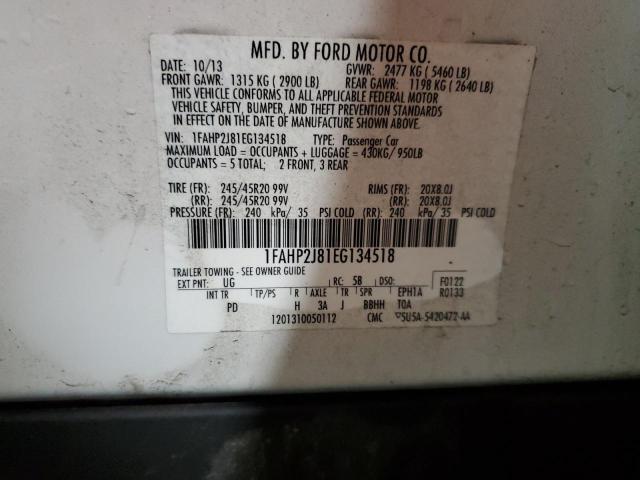 MFD. BY FORD MOTOR CO.
DATE: 10/13 GVWR: 2477 KG ( 5460 LB)
FRONT GAWR: 1315 KG ( 2900 LB) REAR GAWR: 1198 KG ( 2640 LB)
THIS VEHICLE CONFORMS TO ALL APPLICABLE FEDERAL MOTOR
VEHICLE SAFETY, BUMPER, AND THEFT PREVENTION STANDARDS
IN EFFECT ON THE DATE OF MANUFACTURE SHOWN ABOVE.
VIN: 1FAHP2J81EG134518 TYPE: Passenger Car
MAXIMUM LOAD = OCCUPANTS + LUGGAGE = 430KG/ 950LB
OCCUPANTS = 5 TOTAL: 2 FRONT, 3 REAR
TIRE (FR): 245/45R20 99V RIMS (FR): 20X8.0J
(RR): 245/45R20 99V (RR): 20X8.0J
PRESSURE (FR): 240 kPa/ 35 PSI COLD (RR): 240 kPa/ 35 PSI COLD
1FAHP2J81EG134518
TRAILER TOWING - SEE OWNER GUIDE
EXT PNT: UG RC: 5B DSO: F0122
INT TR TP/PS R AXLE TR SPR EPH1A R0133
PD H 3A J BBHH TOA
1201310050112 CMC 5U5A-5420472-AA